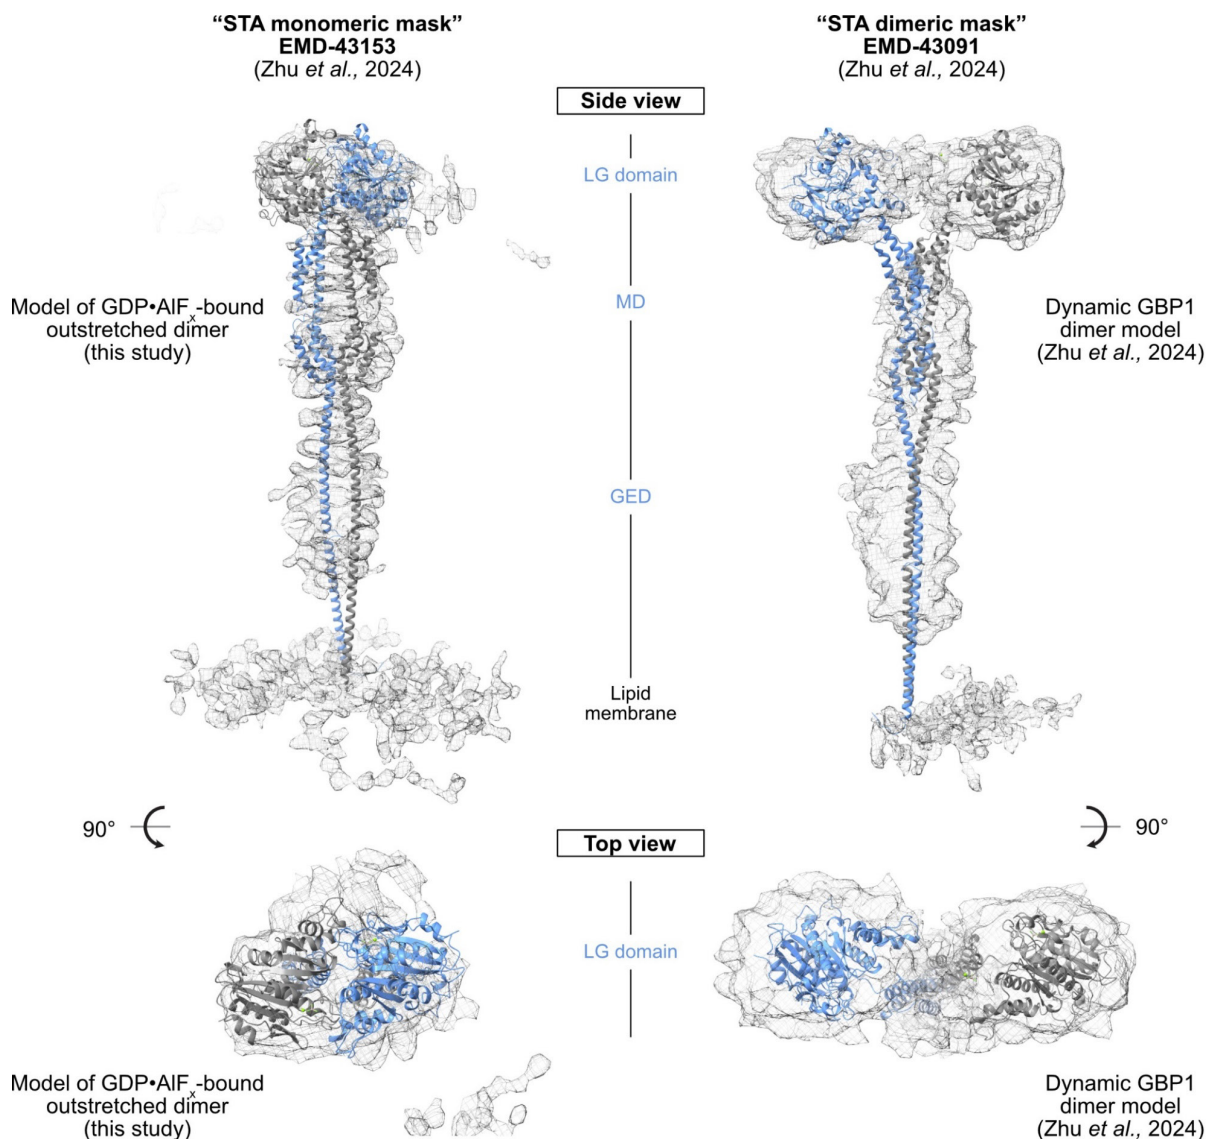 “STA monomeric mask”
EMD-43153
(Zhu et al., 2024)
“STA dimeric mask”
EMD-43091
(Zhu et al., 2024)
Side view
LG domain
MD
GED
Lipid
membrane
Model of GDP•AlFx-bound
outstretched dimer
(this study)
Dynamic GBP1
dimer model
(Zhu et al., 2024)
90°
90°
Top view
LG domain
Model of GDP•AlFx-bound
outstretched dimer
(this study)
Dynamic GBP1
dimer model
(Zhu et al., 2024)